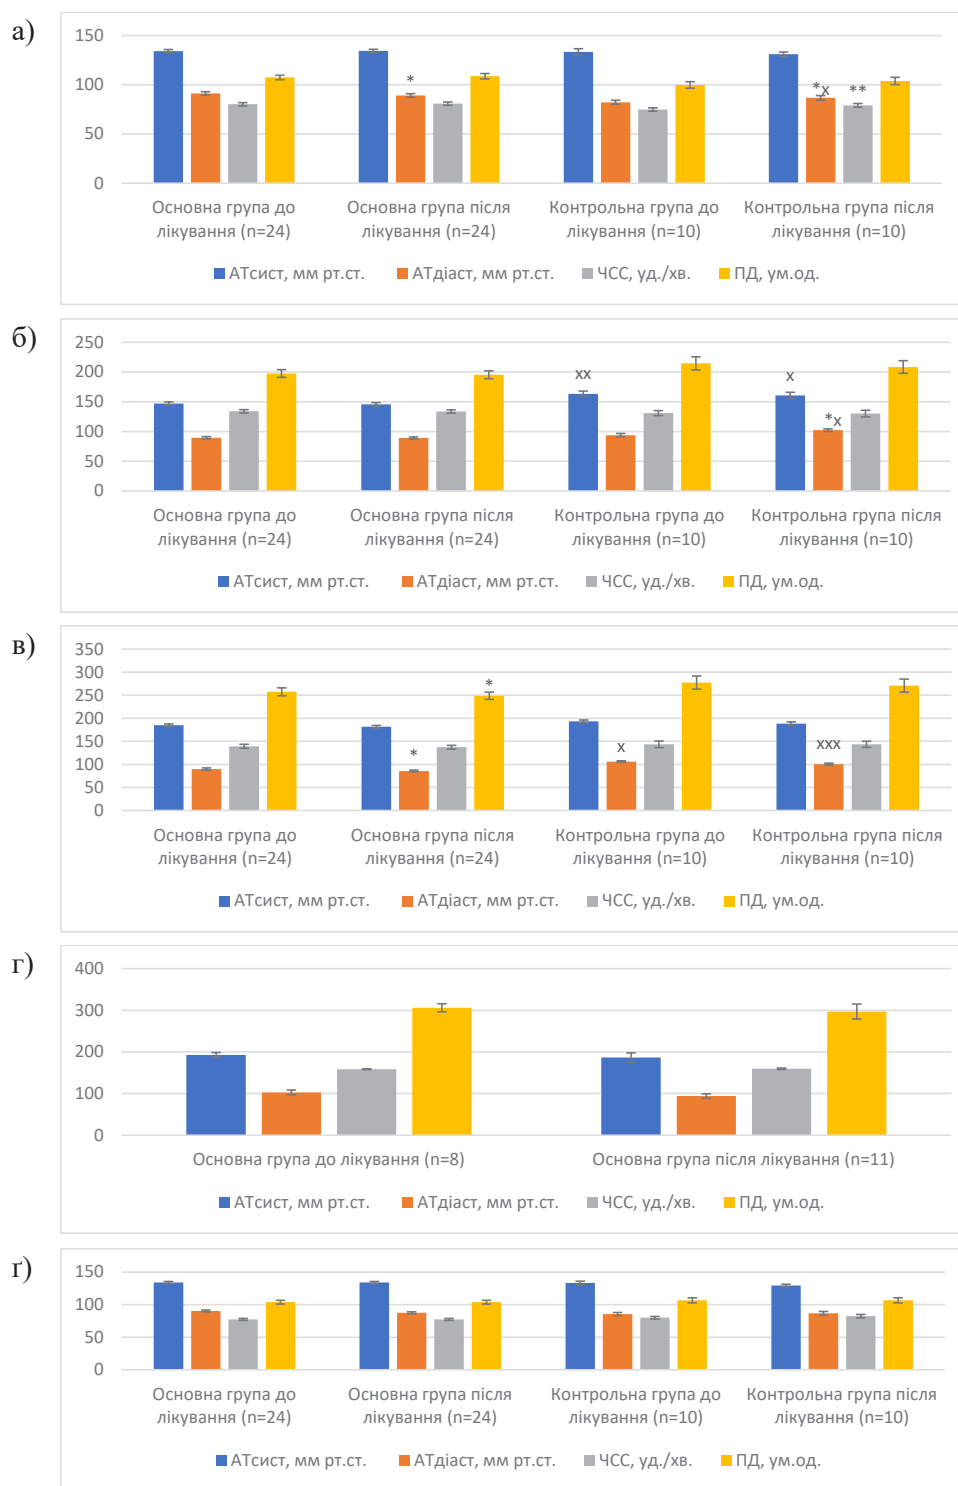 а)
150
100
50
0
*
*x
**
Основна група до лікування (n=24)
Основна група після лікування (n=24)
Контрольна група до лікування (n=10)
Контрольна група після лікування (n=10)
АТсист, мм рт.ст. АТдіаст, мм рт.ст. ЧСС, уд./хв. ПД, ум.од.
б)
250
200
150
100
50
0
xx
x
*x
Основна група до лікування (n=24)
Основна група після лікування (n=24)
Контрольна група до лікування (n=10)
Контрольна група після лікування (n=10)
АТсист, мм рт.ст. АТдіаст, мм рт.ст. ЧСС, уд./хв. ПД, ум.од.
в)
350
300
250
200
150
100
50
0
*
*
x
xxx
Основна група до лікування (n=24)
Основна група після лікування (n=24)
Контрольна група до лікування (n=10)
Контрольна група після лікування (n=10)
АТсист, мм рт.ст. АТдіаст, мм рт.ст. ЧСС, уд./хв. ПД, ум.од.
г)
400
300
200
100
0
Основна група до лікування (n=8)
Основна група після лікування (n=11)
АТсист, мм рт.ст. АТдіаст, мм рт.ст. ЧСС, уд./хв. ПД, ум.од.
ґ)
150
100
50
0
Основна група до лікування (n=24)
Основна група після лікування (n=24)
Контрольна група до лікування (n=10)
Контрольна група після лікування (n=10)
АТсист, мм рт.ст. АТдіаст, мм рт.ст. ЧСС, уд./хв. ПД, ум.од.